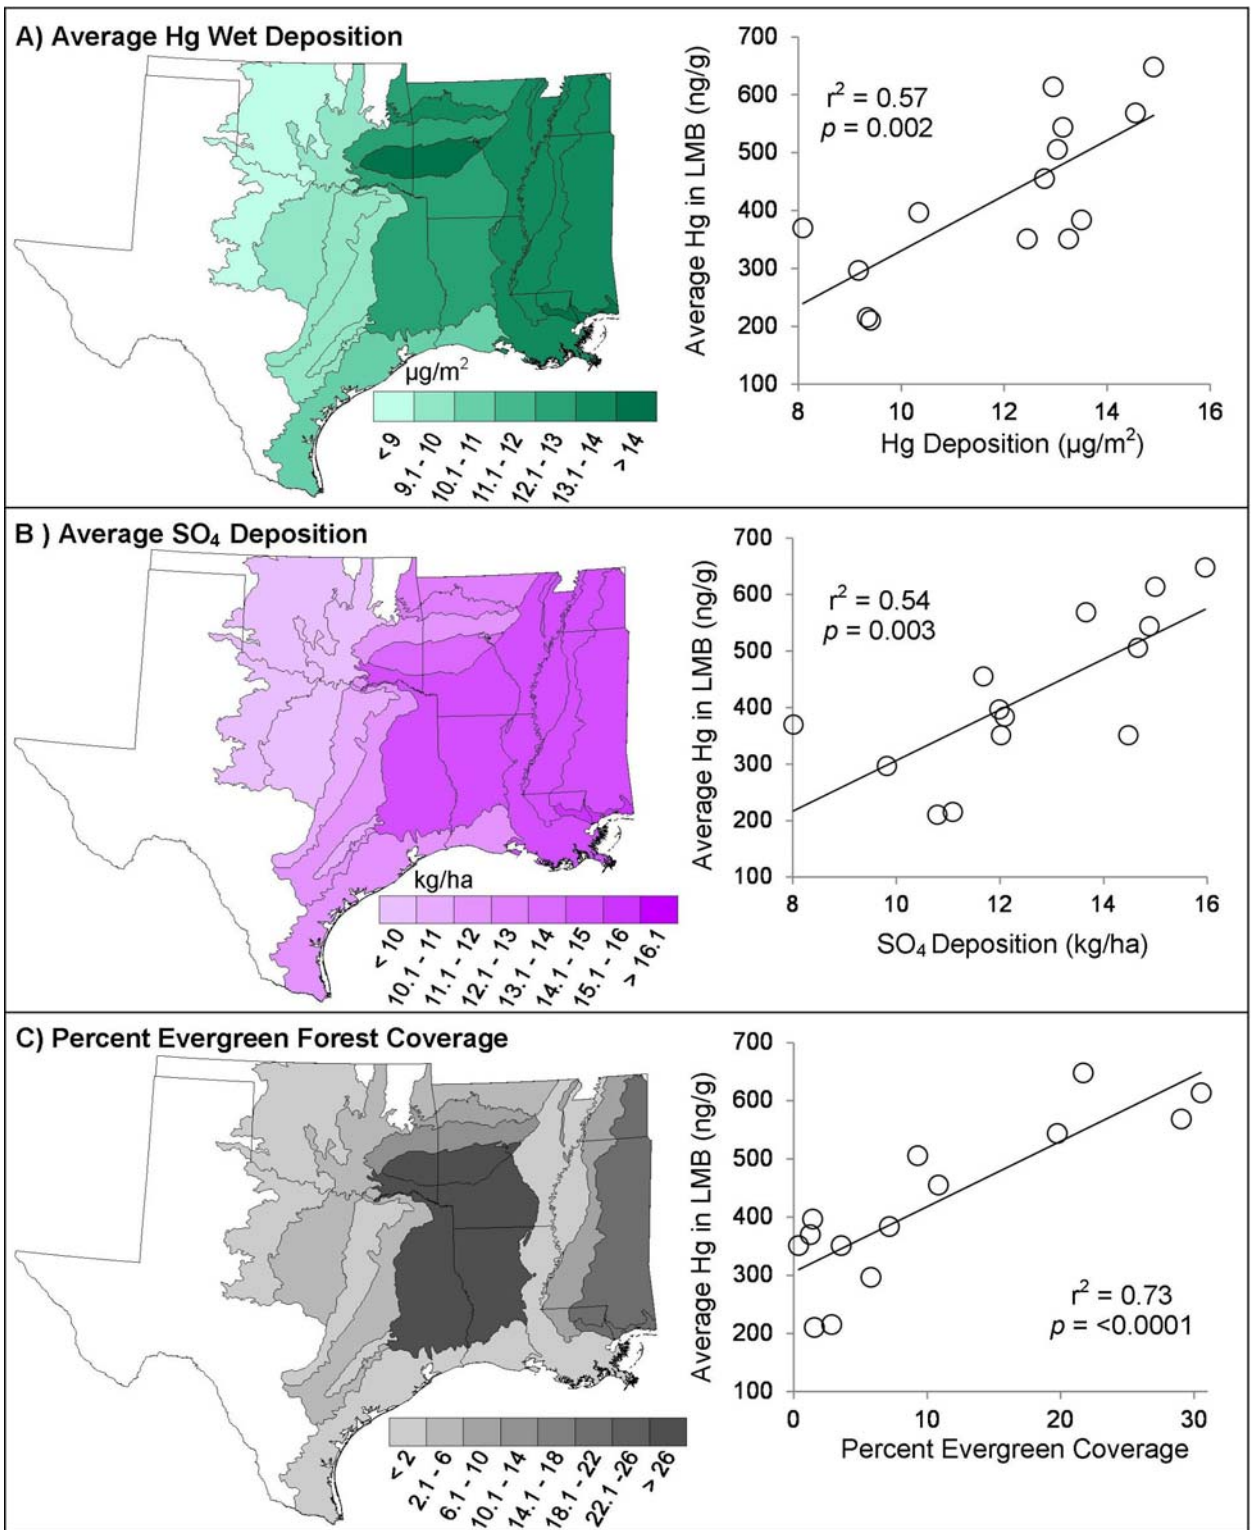 A) Average Hg Wet Deposition
µg/m²
< 9
9.1 - 10
10.1 - 11
11.1 - 12
12.1 - 13
13.1 - 14
> 14
Average Hg in LMB (ng/g)
700
600
500
400
300
200
100
r² = 0.57
p = 0.002
8
10
12
14
16
Hg Deposition (µg/m²)
B ) Average SO₄ Deposition
kg/ha
< 10
10.1 - 11
11.1 - 12
12.1 - 13
13.1 - 14
14.1 - 15
15.1 - 16
> 16.1
Average Hg in LMB (ng/g)
700
600
500
400
300
200
100
r² = 0.54
p = 0.003
8
10
12
14
16
SO₄ Deposition (kg/ha)
C) Percent Evergreen Forest Coverage
< 2
2.1 - 6
6.1 - 10
10.1 - 14
14.1 - 18
18.1 - 22
22.1 -26
> 26
Average Hg in LMB (ng/g)
700
600
500
400
300
200
100
r² = 0.73
p = <0.0001
0
10
20
30
Percent Evergreen Coverage